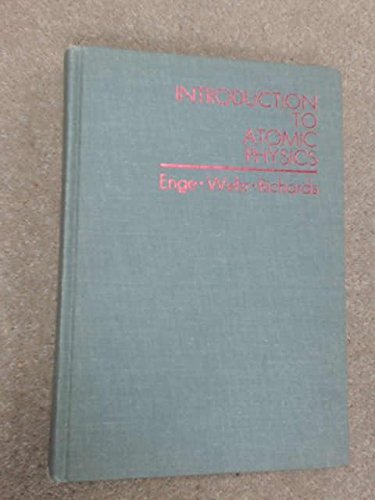 INTRODUCTION
TO
ATOMIC
PHYSICS
Enge • Wehr • Richards